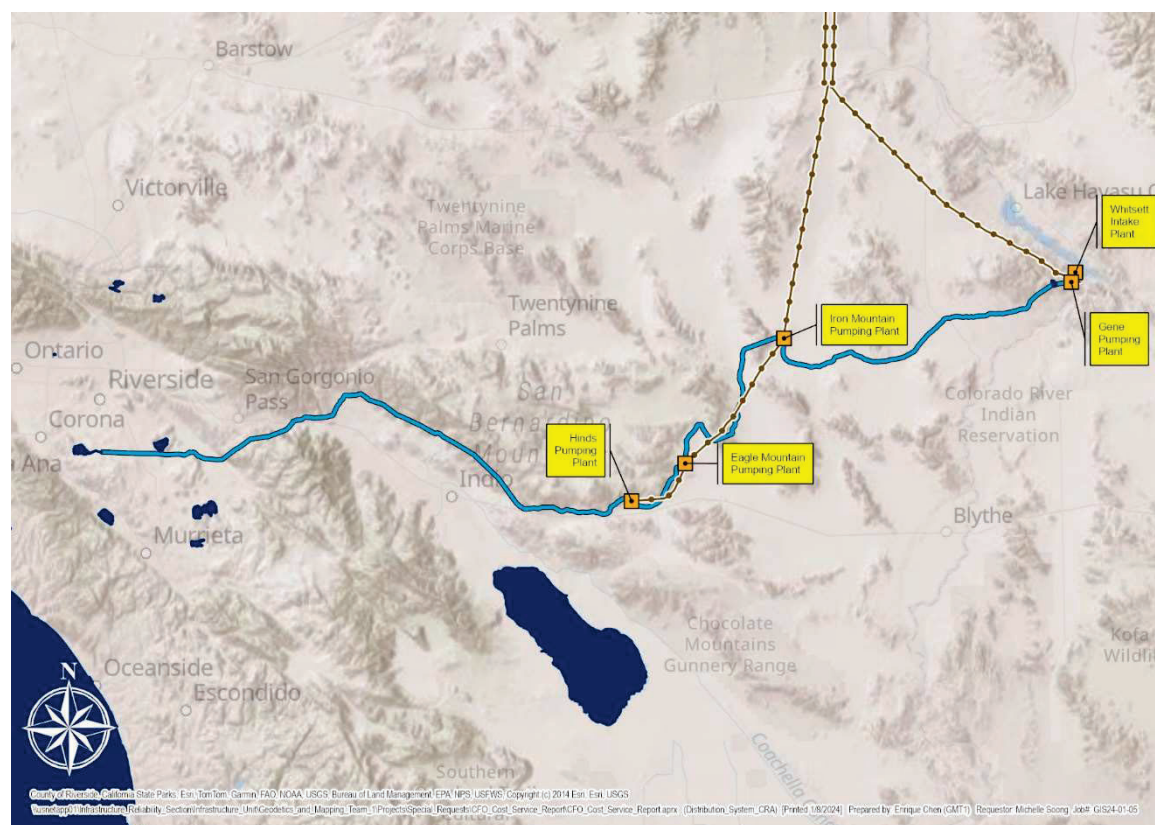 Barstow
Victorville
Twentynine
Palms Marine
Corps Base
Lake Havasu C
Whitsett
Intake
Plant
Twentynine
Palms
Iron Mountain
Pumping Plant
Gene
Pumping
Plant
Ontario
Riverside
San Gorgonio
Pass
Corona
San
Bernardino
Mount
Colorado River
Indian
Reservation
a Ana
Hinds
Pumping
Plant
Eagle Mountain
Pumping Plant
Indio
Blythe
Murrieta
Chocolate
Mountains
Gunnery Range
Kofa
Wildli
N
Oceanside
Escondido
Coachella
Southern
County of Riverside, California State Parks, Esri, TomTom, Garmin, FAO, NOAA, USGS, Bureau of Land Management, EPA, NPS, USFWS, Copyright (c) 2014 Esri, Esri, USGS
(Distribution_System_CRA) [Printed 1/8/2024] Prepared by: Enrique Chen (GMT1) Requestor: Michelle Soong Job#: GIS24-01-05